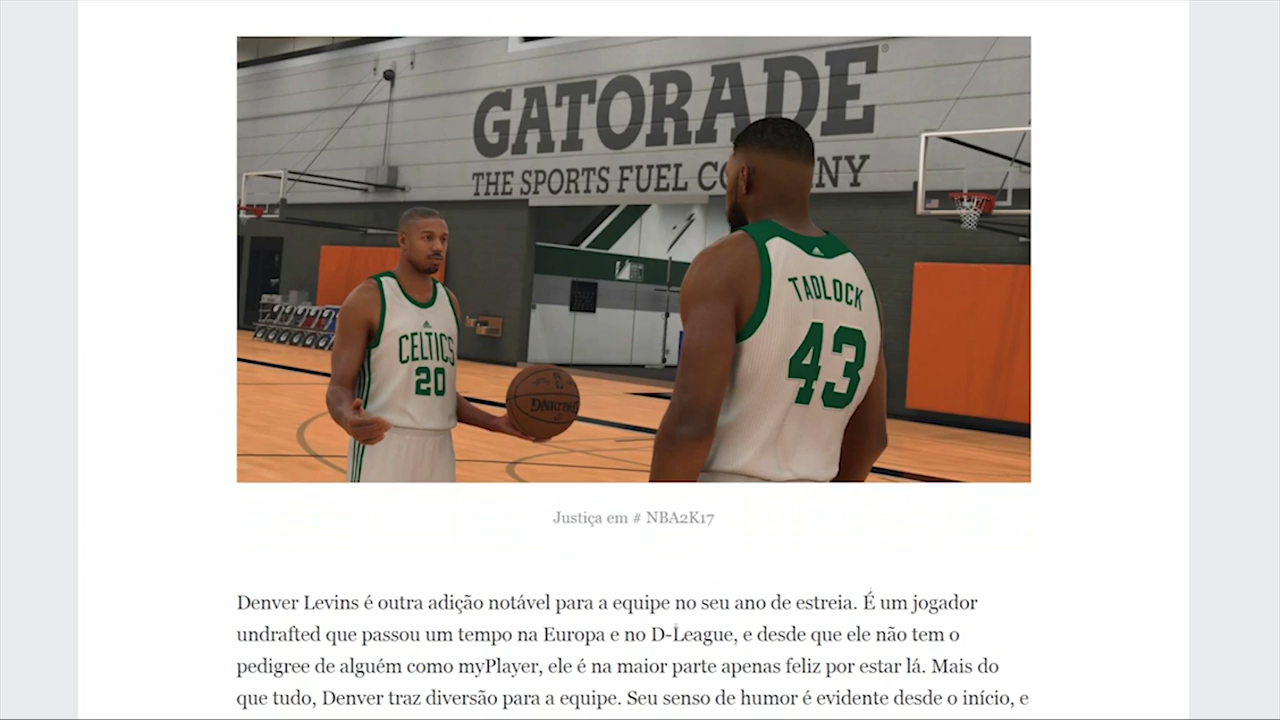 GATORADE
THE SPORTS FUEL
TADLOCK
43
CELTICS
20
Justiça em # NBA2K17
Denver Levins é outra adição notável para a equipe no seu ano de estreia. É um jogador
undrafted que passou um tempo na Europa e no D-League, e desde que ele não tem o
pedigree de alguém como myPlayer, ele é na maior parte apenas feliz por estar lá. Mais do
que tudo, Denver traz diversão para a equipe. Seu senso de humor é evidente desde o início, e